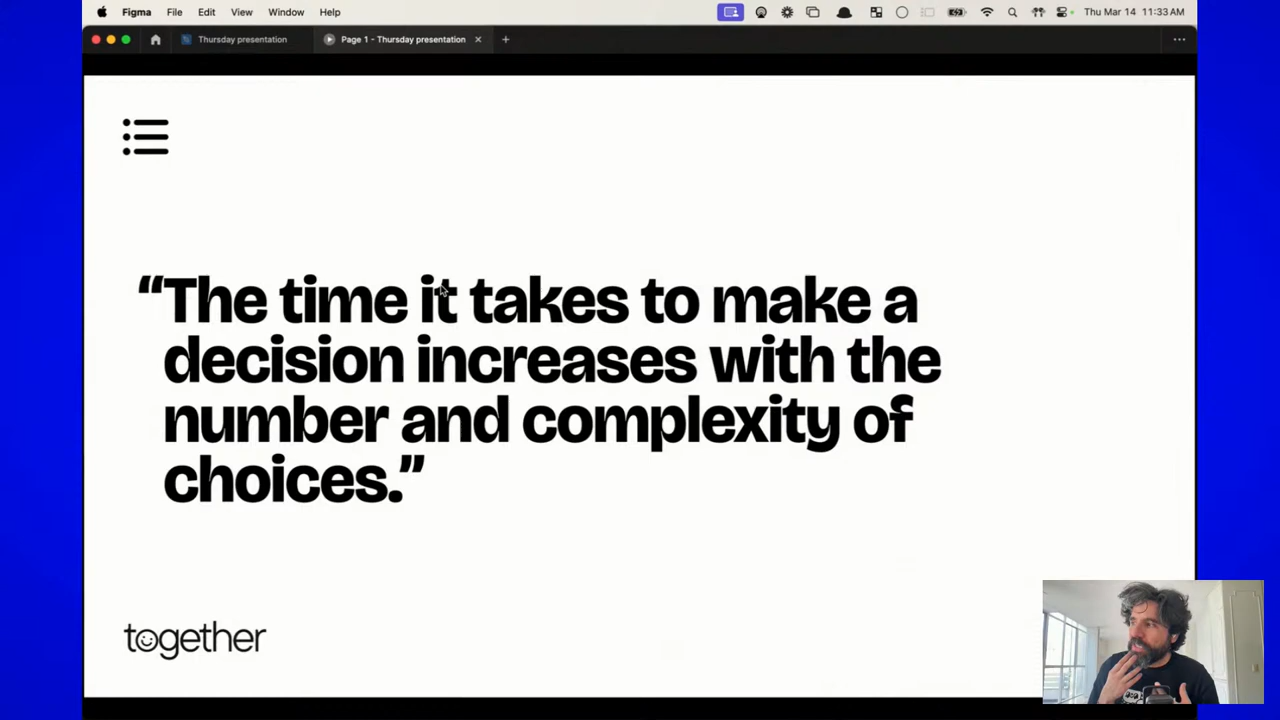 Figma File Edit View Window Help Thu Mar 14 11:33 AM
Thursday presentation Page 1 - Thursday presentation
“The time it takes to make a
decision increases with the
number and complexity of
choices.”
together